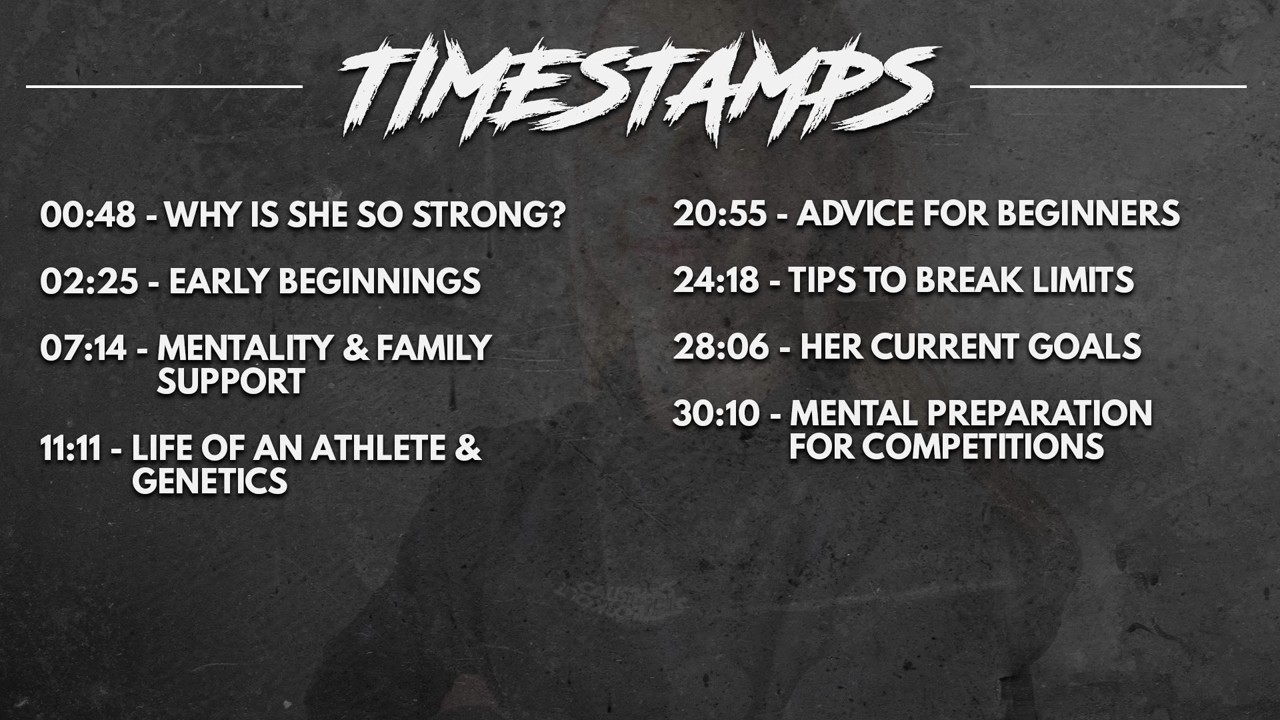 TIMESTAMPS
00:48 - WHY IS SHE SO STRONG?
02:25 - EARLY BEGINNINGS
07:14 - MENTALITY & FAMILY
SUPPORT
11:11 - LIFE OF AN ATHLETE &
GENETICS
20:55 - ADVICE FOR BEGINNERS
24:18 - TIPS TO BREAK LIMITS
28:06 - HER CURRENT GOALS
30:10 - MENTAL PREPARATION
FOR COMPETITIONS